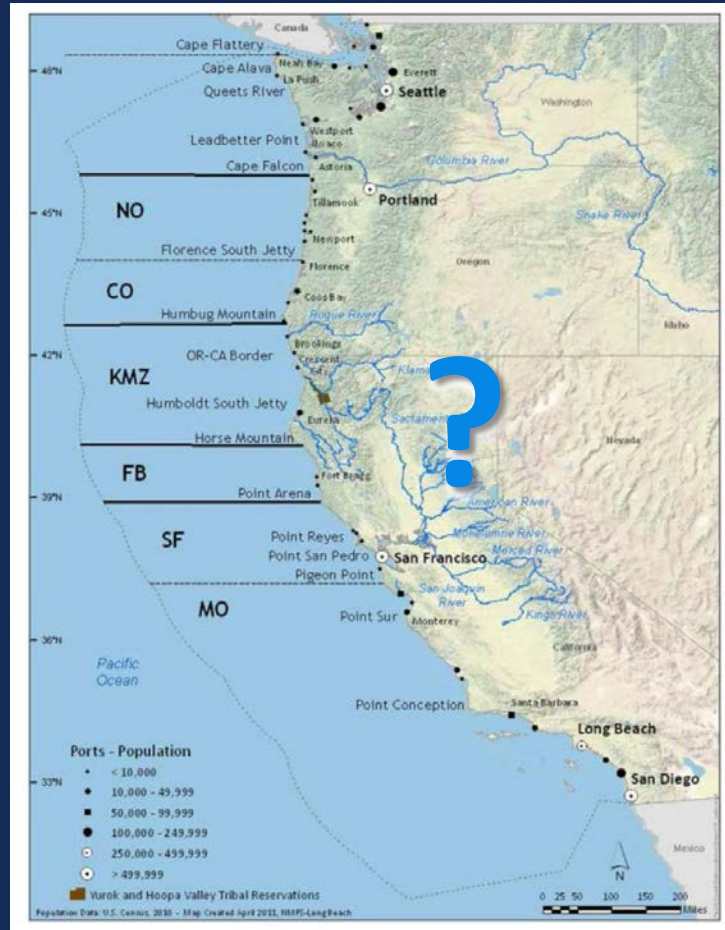 Canada
Cape Flattery
Neah Bay
48°N
Cape Alava
La Push
Everett
Queets River
Seattle
Washington
Westport
Leadbetter Point
Ilwaco
Columbia River
Cape Falcon
Astoria
Portland
Tillamook
NO
45°N
Snake River
Newport
Florence South Jetty
Oregon
Florence
CO
Coos Bay
Humbug Mountain
Rogue River
Idaho
Brookings
42°N
OR-CA Border
Crescent
City
KMZ
?
Humboldt South Jetty
Eureka
Horse Mountain
Nevada
FB
Fort Bragg
39°N
Point Arena
American River
SF
Point Reyes
Mokelumne River
Point San Pedro
San Francisco
Merced River
Pigeon Point
San Joaquin
River
MO
Kings River
Point Sur
Monterey
36°N
California
Pacific
Ocean
Point Conception
Santa Barbara
Long Beach
Ports - Population
< 10,000
33°N
San Diego
10,000 - 49,999
50,000 - 99,999
100,000 - 249,999
Mexico
250,000 - 499,999
> 499,999
N
Yurok and Hoopa Valley Tribal Reservations
0 25 50 100 150 200
Miles
Population Data: U.S. Census, 2010 - Map Created April 2011, NMFS-Long Beach